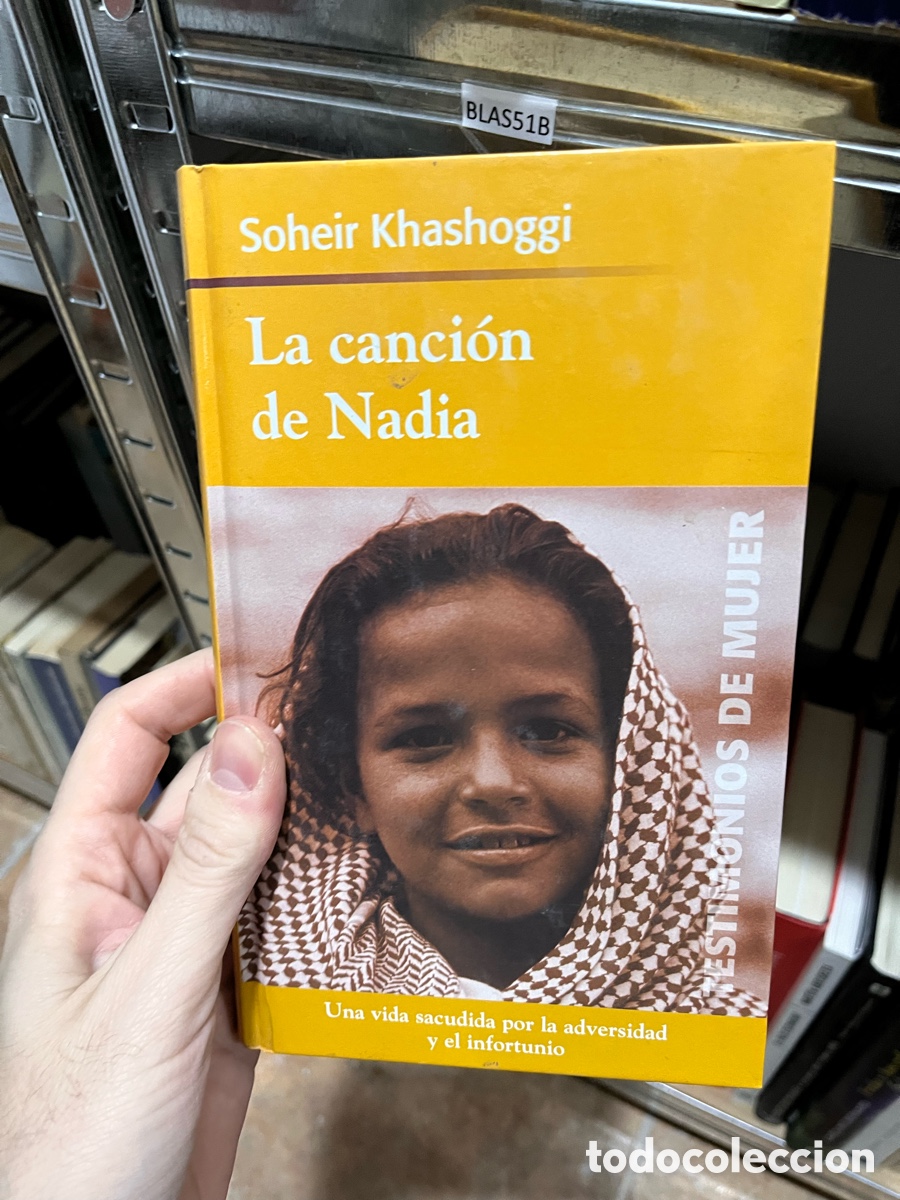 BLAS51B
Soheir Khashoggi
La canción
de Nadia
TESTIMONIOS DE MUJER
Una vida sacudida por la adversidad
y el infortunio
todocoleccion